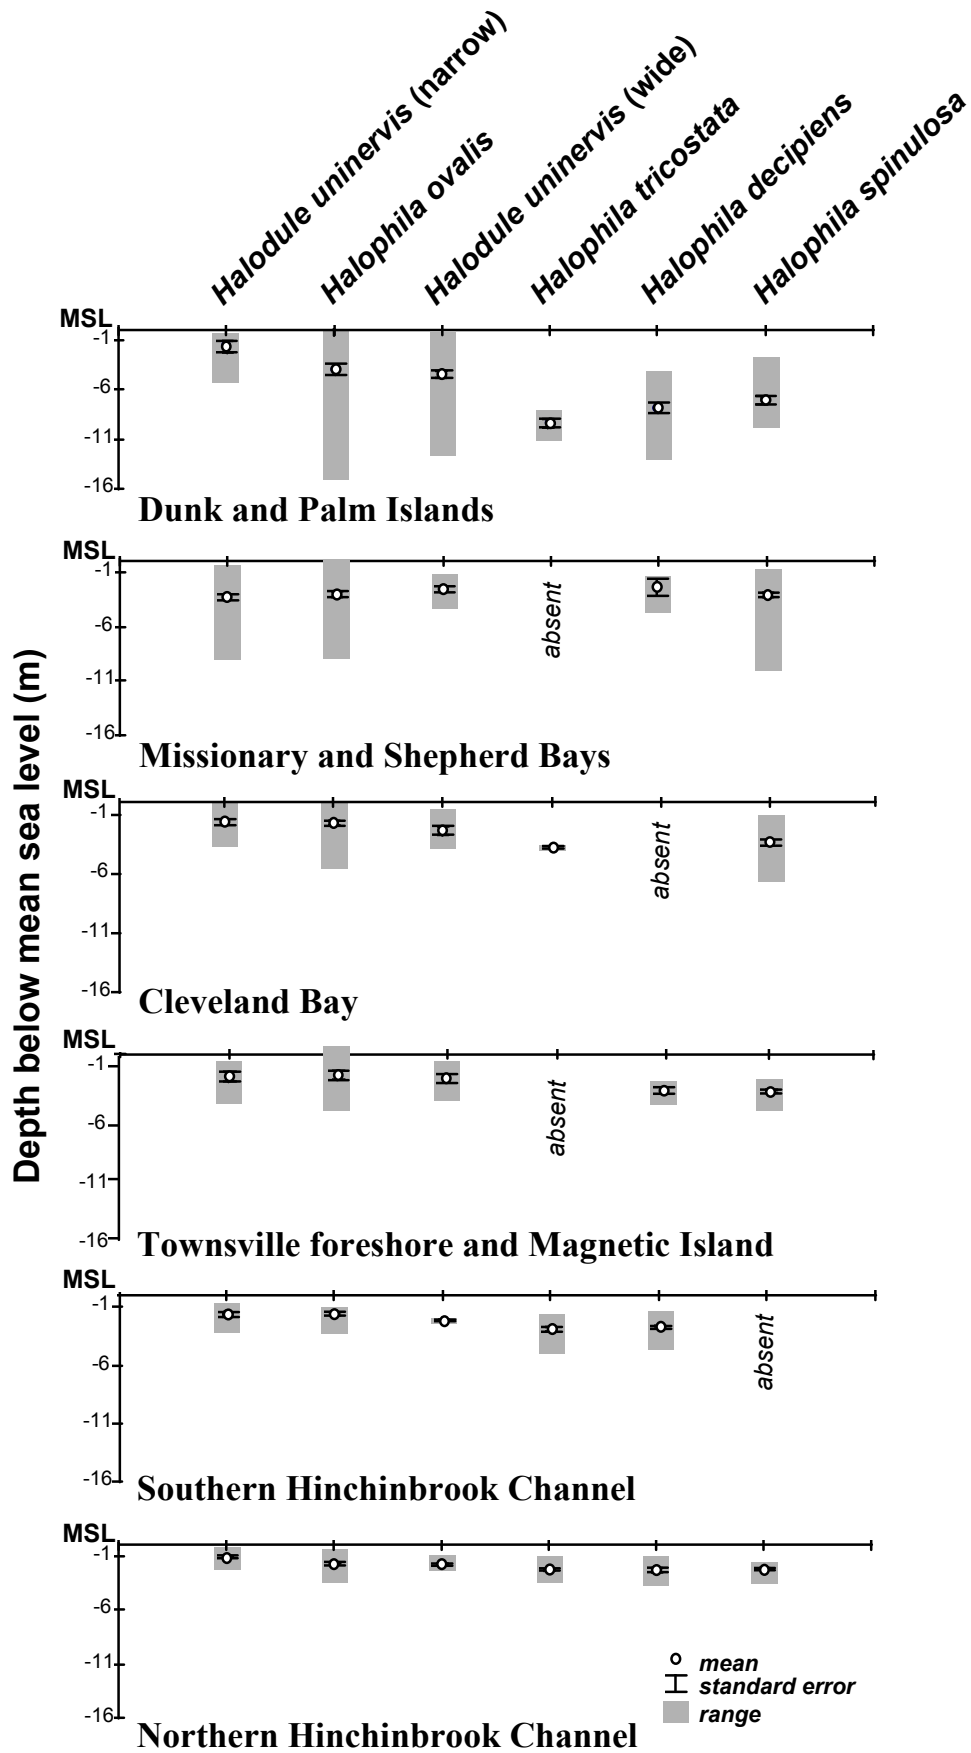 Halodule uninervis (narrow)
Halophila ovalis
Halodule uninervis (wide)
Halophila tricostata
Halophila decipiens
Halophila spinulosa
Depth below mean sea level (m)
MSL
-1
-6
-11
-16
Dunk and Palm Islands
MSL
-1
-6
-11
-16
absent
Missionary and Shepherd Bays
MSL
-1
-6
-11
-16
absent
Cleveland Bay
MSL
-1
-6
-11
-16
absent
Townsville foreshore and Magnetic Island
MSL
-1
-6
-11
-16
absent
Southern Hinchinbrook Channel
MSL
-1
-6
-11
-16
mean
standard error
range
Northern Hinchinbrook Channel